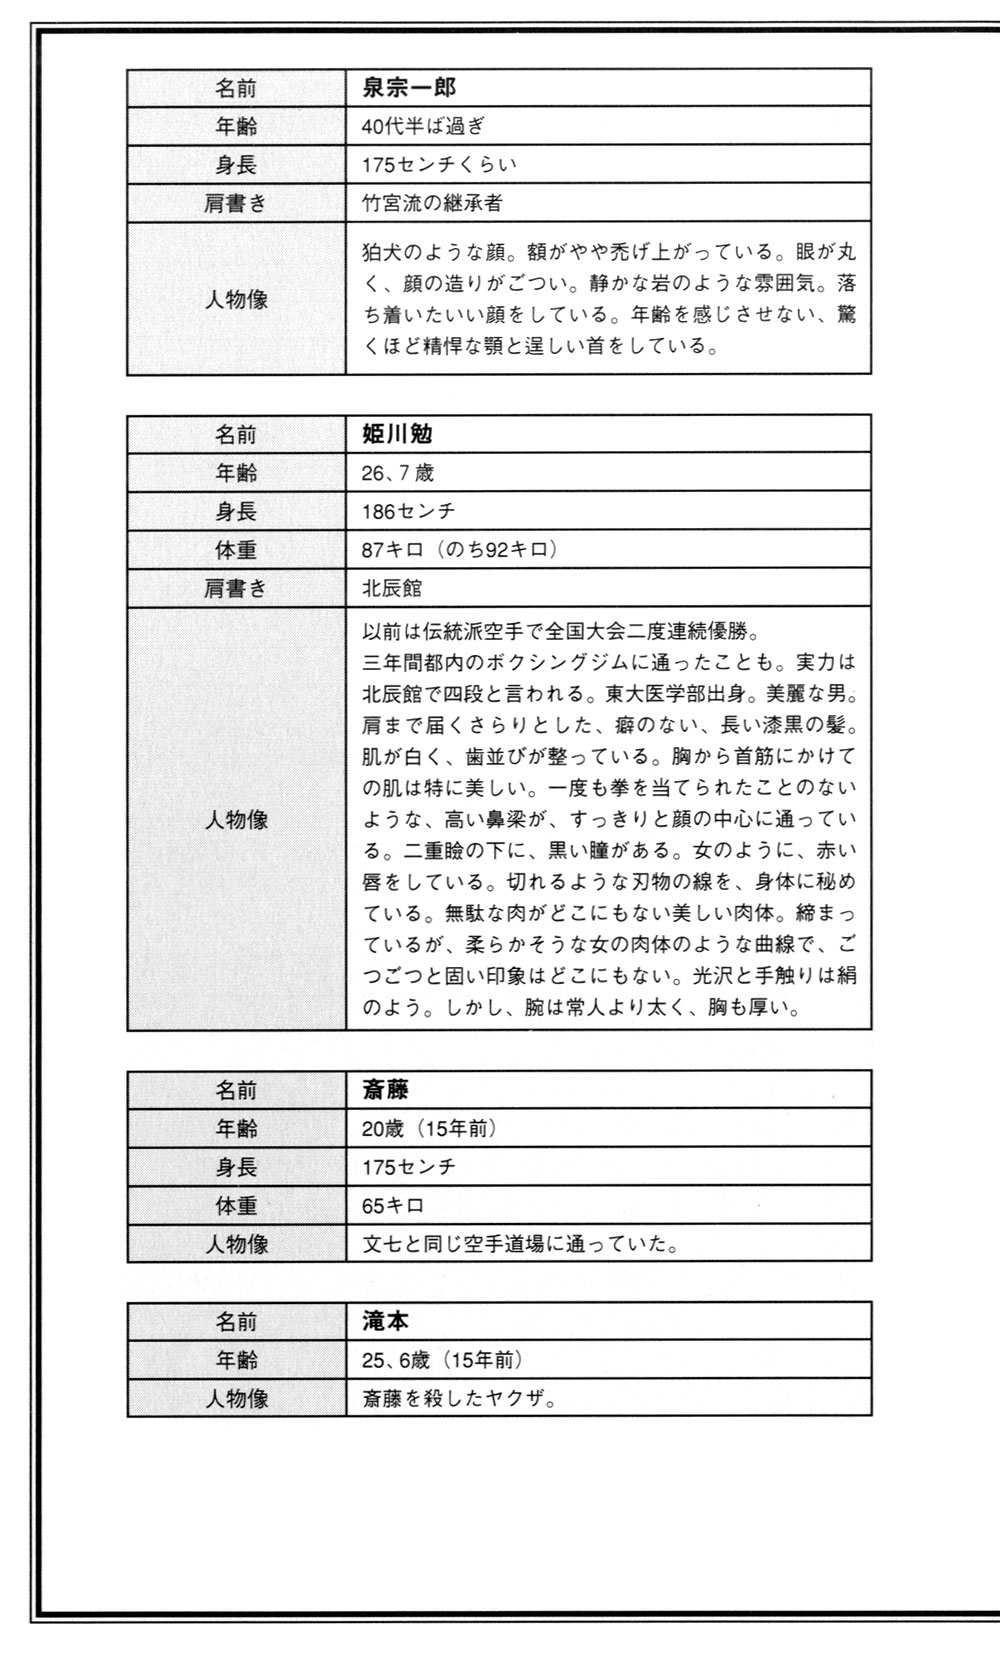 名前 泉宗一郎
年齢 40代半ば過ぎ
身長 175センチくらい
肩書き 竹宮流の継承者
人物像
狛犬のような顔。額がやや禿げ上がっている。眼が丸
く、顔の造りがごつい。静かな岩のような雰囲気。落
ち着いたいい顔をしている。年齢を感じさせない、驚
くほど精悍な顎と逞しい首をしている。
名前 姫川勉
年齢 26、7歳
身長 186センチ
体重 87キロ（のち92キロ）
肩書き 北辰館
人物像
以前は伝統派空手で全国大会二度連続優勝。
三年間都内のボクシングジムに通ったことも。実力は
北辰館で四段と言われる。東大医学部出身。美麗な男。
肩まで届くさらりとした、癖のない、長い漆黒の髪。
肌が白く、歯並びが整っている。胸から首筋にかけて
の肌は特に美しい。一度も拳を当てられたことのない
ような、高い鼻梁が、すっきりと顔の中心に通ってい
る。二重瞼の下に、黒い瞳がある。女のように、赤い
唇をしている。切れるような刃物の線を、身体に秘め
ている。無駄な肉がどこにもない美しい肉体。締まっ
ているが、柔らかそうな女の肉体のような曲線で、ご
つごつと固い印象はどこにもない。光沢と手触りは絹
のよう。しかし、腕は常人より太く、胸も厚い。
名前 斎藤
年齢 20歳（15年前）
身長 175センチ
体重 65キロ
人物像 文七と同じ空手道場に通っていた。
名前 滝本
年齢 25、6歳（15年前）
人物像 斎藤を殺したヤクザ。